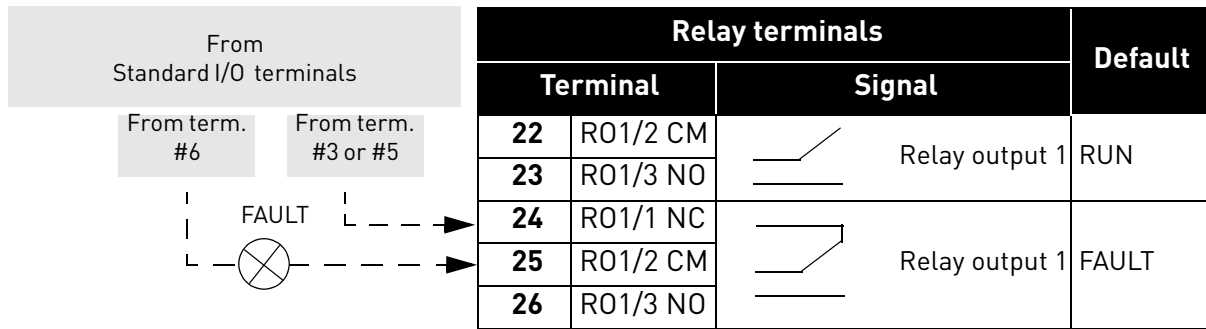 From
Standard I/O terminals
From term.
#6
From term.
#3 or #5
FAULT
Relay terminals
Default
Terminal
Signal
22 RO1/2 CM
Relay output 1 RUN
23 RO1/3 NO
24 RO1/1 NC
25 RO1/2 CM
Relay output 1 FAULT
26 RO1/3 NO